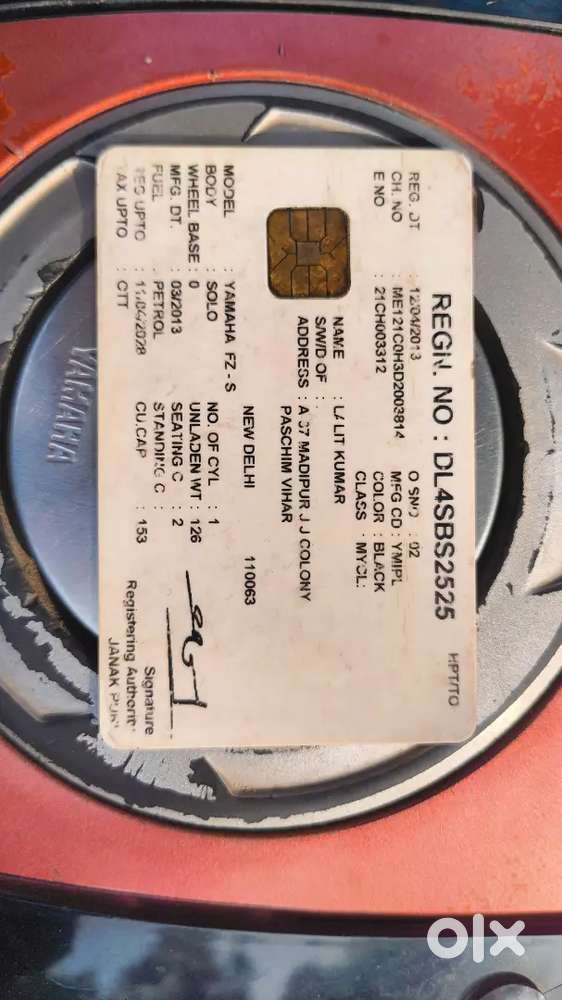 REGN. NO : DL4SBS2525 HPT/TO
REG. DT : 12/04/2013 O SNO : 02
CH. NO : ME121C0H3D2003814 MFG CD : YMIPL
E NO : 21CH003312 COLOR : BLACK
CLASS : MYCL:
NAME : LALIT KUMAR
S/W/D OF :
ADDRESS : A 37 MADIPUR J J COLONY
PASCHIM VIHAR
NEW DELHI 110063
MODEL : YAMAHA FZ - S NO. OF CYL : 1
BODY : SOLO UNLADEN WT : 126
WHEEL BASE : 0 SEATING C : 2
MFG. DT. : 03/2013 STANDING C :
FUEL : PETROL CU.CAP : 153
REG UPTO : 11/04/2028
TAX UPTO : OTT
Signature
Registering Authority
JANAK PURI
YAMAHA
olx